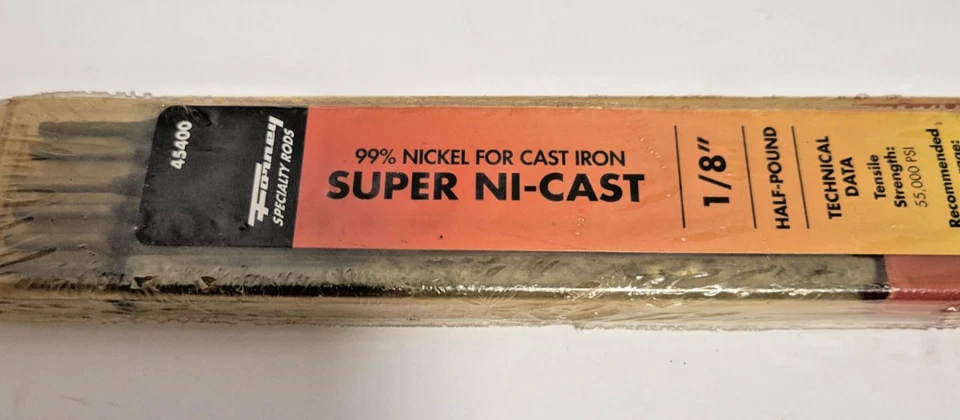 45400
Forney
SPECIALTY RODS
99% NICKEL FOR CAST IRON
SUPER NI-CAST
1/8"
HALF-POUND
TECHNICAL
DATA
Tensile
Strength:
55,000 PSI
Recommended